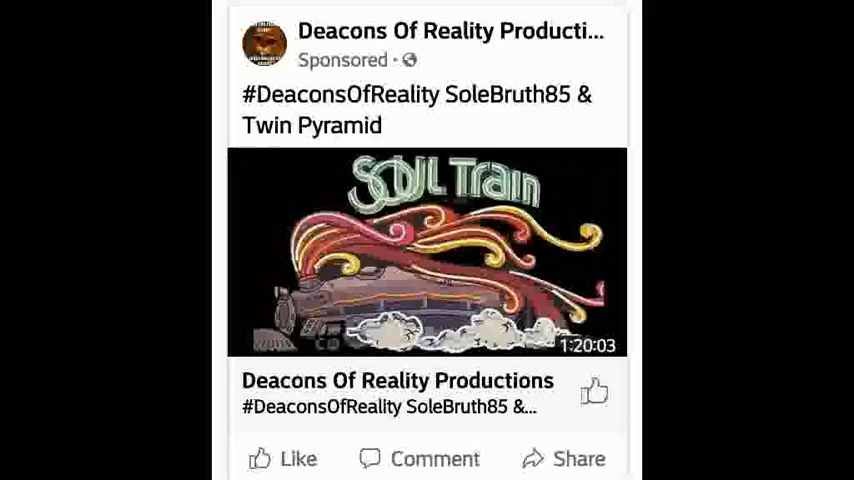 Deacons Of Reality Producti...
Sponsored ·
#DeaconsOfReality SoleBruth85 &
Twin Pyramid
SOUL Train
1:20:03
Deacons Of Reality Productions
#DeaconsOfReality SoleBruth85 &...
Like Comment Share